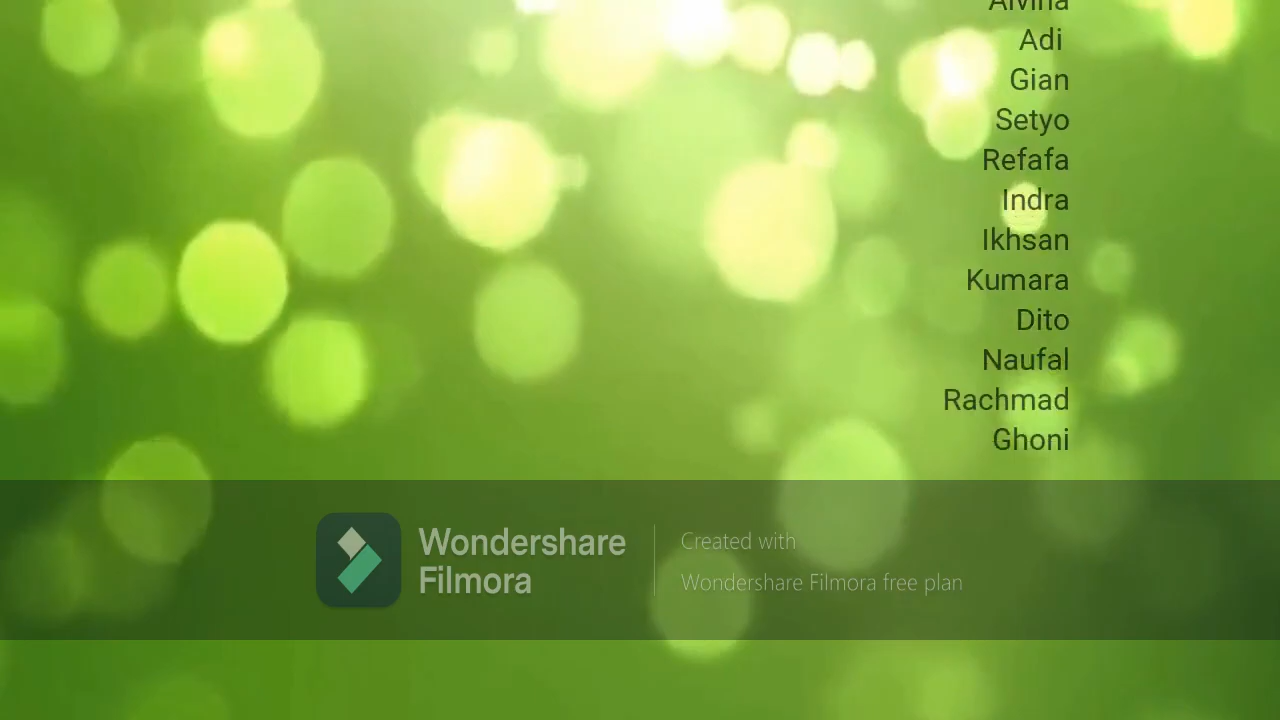 Adi
Gian
Setyo
Refafa
Indra
Ikhsan
Kumara
Dito
Naufal
Rachmad
Ghoni
Wondershare
Filmora
Created with
Wondershare Filmora free plan